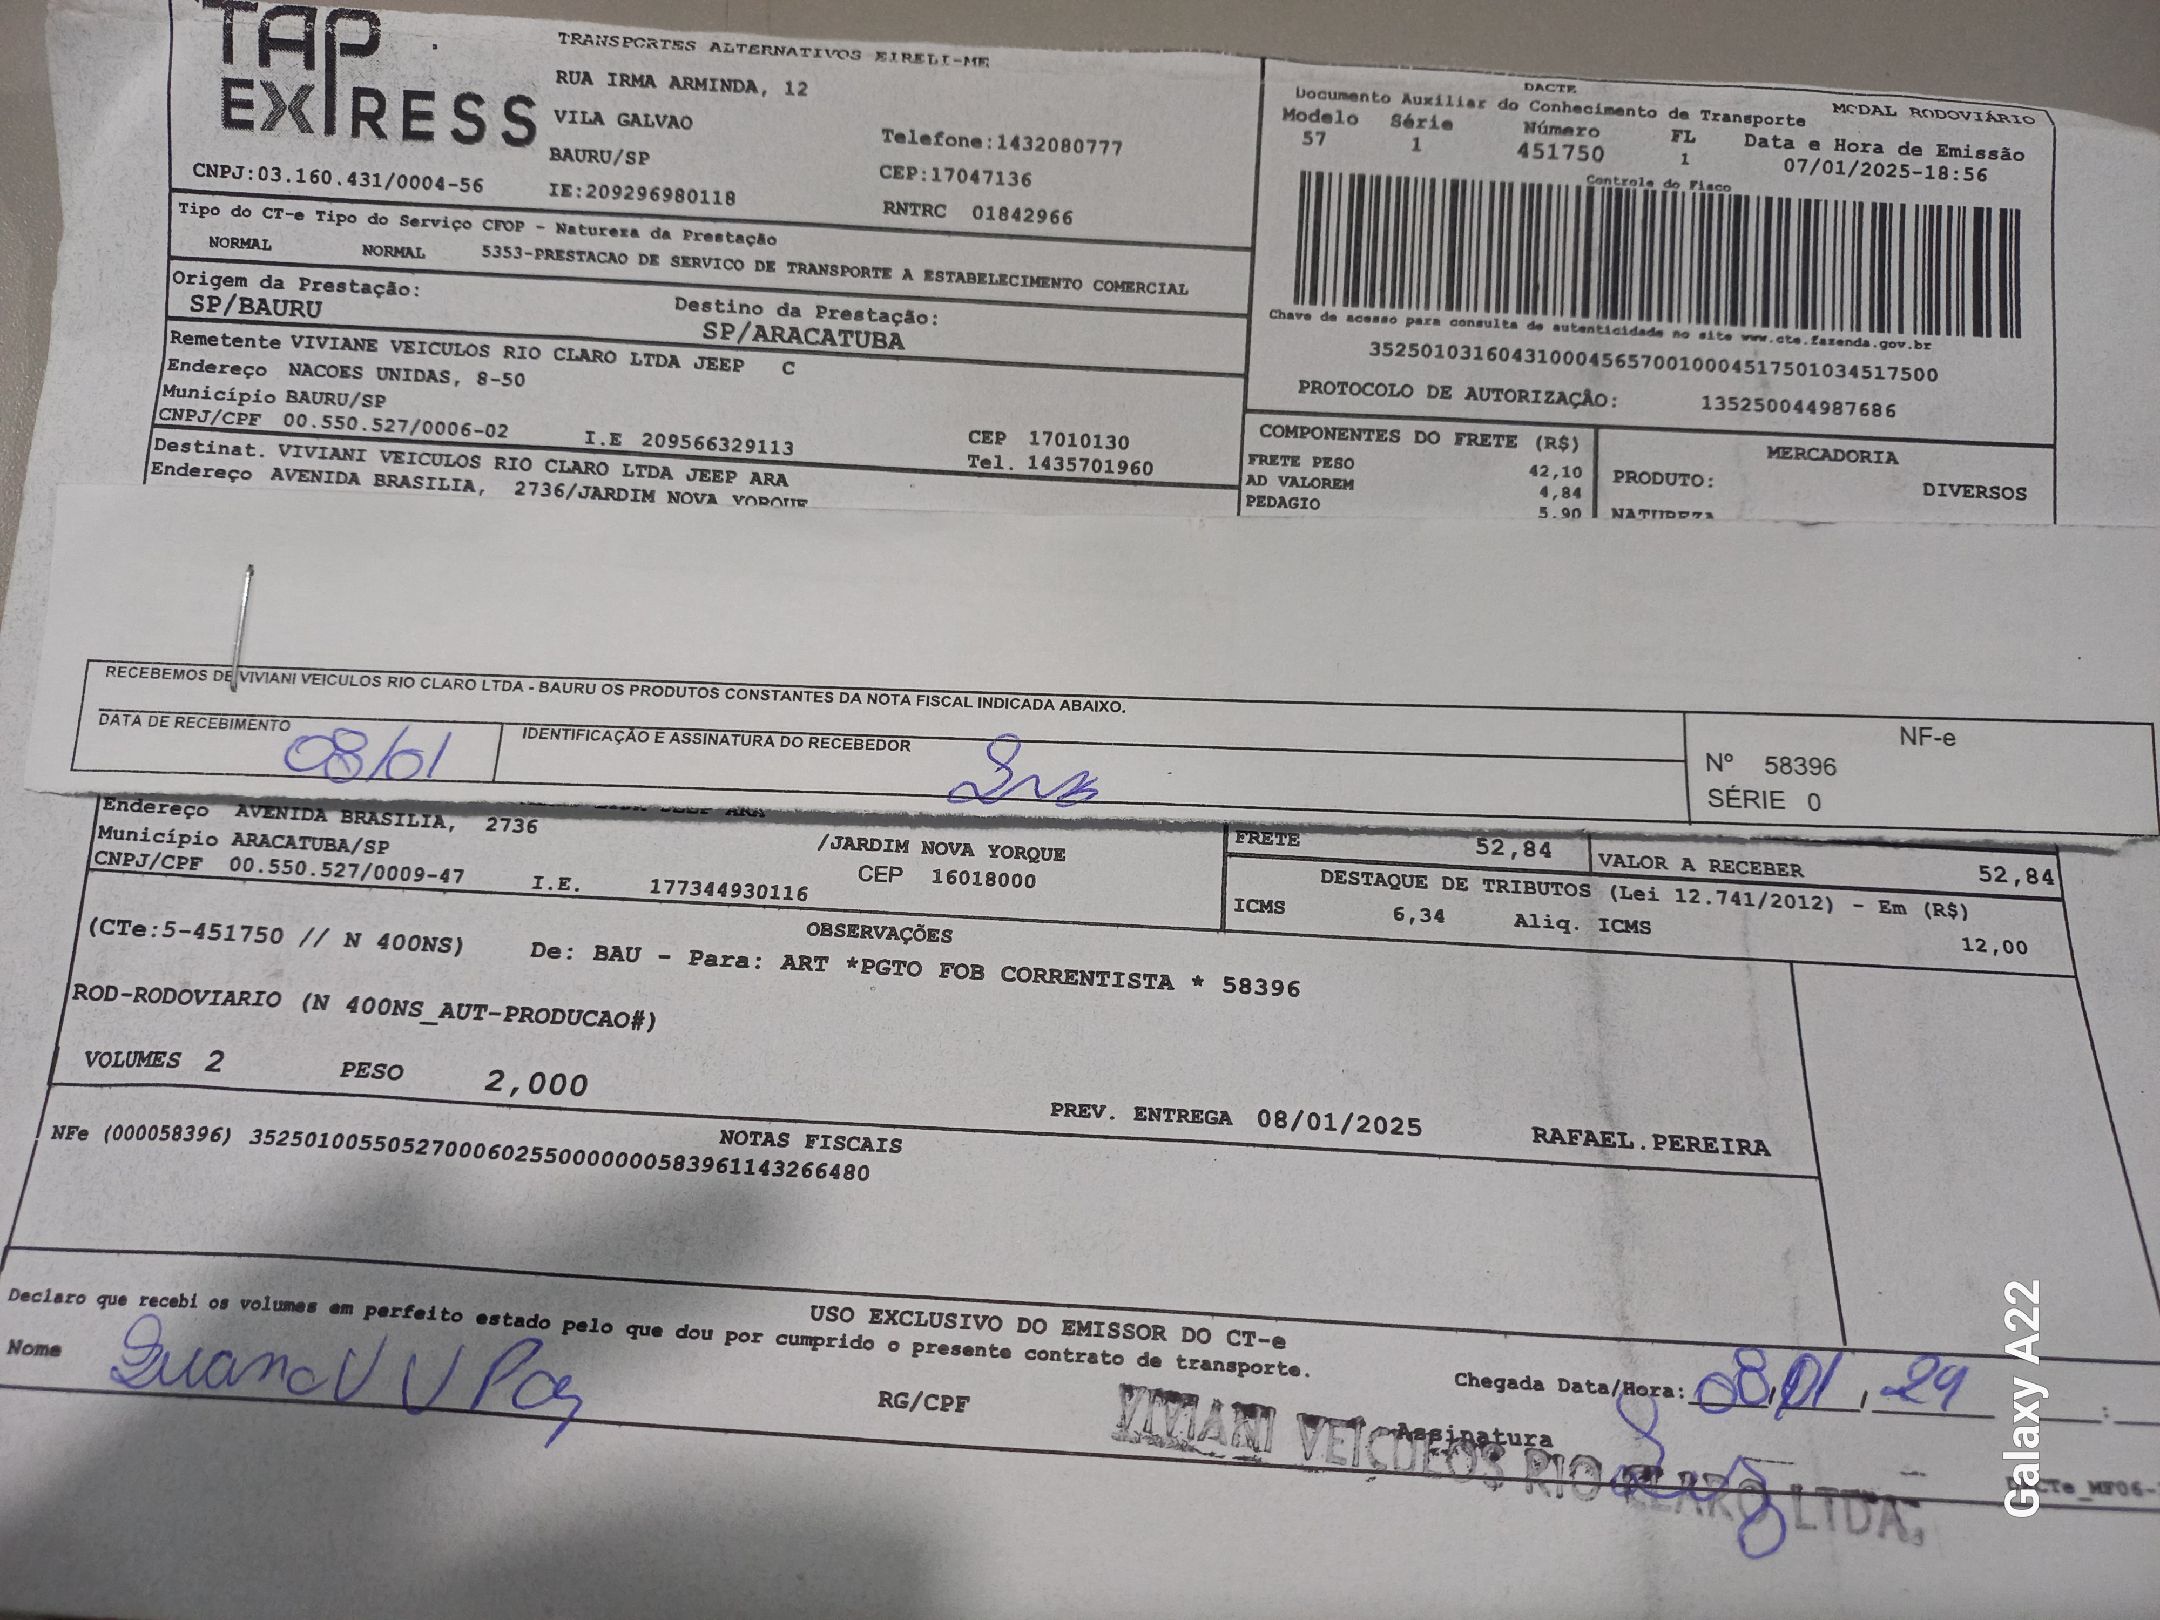 TAP
EXPRESS
TRANSPORTES ALTERNATIVOS EIRELI-ME
RUA IRMA ARMINDA, 12
VILA GALVAO
BAURU/SP
Telefone:1432080777
CEP:17047136
CNPJ:03.160.431/0004-56
IE:209296980118
RNTRC 01842966
DACTE
Documento Auxiliar do Conhecimento de Transporte
MODAL RODOVIÁRIO
Modelo Série Número FL Data e Hora de Emissão
57 1 451750 1 07/01/2025-18:56
Controle do Fisco
Chave de acesso para consulta de autenticidade no site www.cte.fazenda.gov.br
35250103160431000456570010004517501034517500
PROTOCOLO DE AUTORIZAÇÃO: 135250044987686
Tipo do CT-e Tipo do Serviço CFOP - Natureza da Prestação
NORMAL NORMAL 5353-PRESTACAO DE SERVICO DE TRANSPORTE A ESTABELECIMENTO COMERCIAL
Origem da Prestação: Destino da Prestação:
SP/BAURU SP/ARACATUBA
Remetente VIVIANE VEICULOS RIO CLARO LTDA JEEP C
Endereço NACOES UNIDAS, 8-50
Município BAURU/SP CEP 17010130
CNPJ/CPF 00.550.527/0006-02 I.E 209566329113 Tel. 1435701960
Destinat. VIVIANI VEICULOS RIO CLARO LTDA JEEP ARA
Endereço AVENIDA BRASILIA, 2736/JARDIM NOVA YORQUE
COMPONENTES DO FRETE (R$)
FRETE PESO 42,10
AD VALOREM 4,84
PEDAGIO 5,90
MERCADORIA
PRODUTO: DIVERSOS
NATUREZA
RECEBEMOS DE VIVIANI VEICULOS RIO CLARO LTDA - BAURU OS PRODUTOS CONSTANTES DA NOTA FISCAL INDICADA ABAIXO.
DATA DE RECEBIMENTO
08/01
IDENTIFICAÇÃO E ASSINATURA DO RECEBEDOR
NF-e
Nº 58396
SÉRIE 0
JEEP ARA
Endereço AVENIDA BRASILIA, 2736 /JARDIM NOVA YORQUE
Município ARACATUBA/SP CEP 16018000
CNPJ/CPF 00.550.527/0009-47 I.E. 177344930116
FRETE 52,84 VALOR A RECEBER 52,84
DESTAQUE DE TRIBUTOS (Lei 12.741/2012) - Em (R$)
ICMS 6,34 Aliq. ICMS 12,00
OBSERVAÇÕES
(CTe:5-451750 // N 400NS) De: BAU - Para: ART *PGTO FOB CORRENTISTA * 58396
ROD-RODOVIARIO (N 400NS_AUT-PRODUCAO#)
VOLUMES 2 PESO 2,000 PREV. ENTREGA 08/01/2025 RAFAEL.PEREIRA
NOTAS FISCAIS
NFe (000058396) 35250100550527000602550000000583961143266480
USO EXCLUSIVO DO EMISSOR DO CT-e
Declaro que recebi os volumes em perfeito estado pelo que dou por cumprido o presente contrato de transporte.
Nome
RG/CPF
Chegada Data/Hora: 08,01,29 :
Assinatura
VIVIANI VEÍCULOS RIO CLARO LTDA.
Galaxy A22